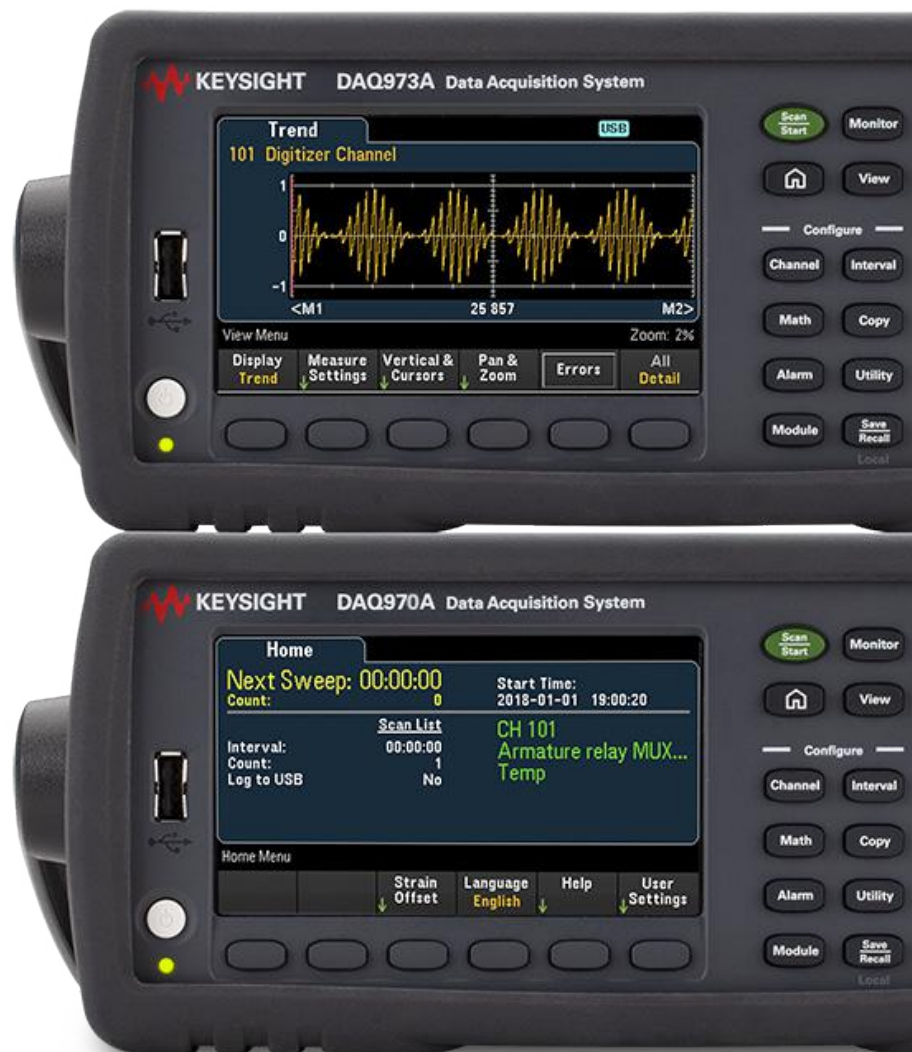 KEYSIGHT DAQ973A Data Acquisition System
Trend USB
101 Digitizer Channel
1
0
-1
<M1 25 857 M2>
View Menu Zoom: 2%
Display Measure Vertical & Pan & Errors All
Trend Settings Cursors Zoom Detail
Scan Start Monitor
View
Configure
Channel Interval
Math Copy
Alarm Utility
Module Save Recall
Local
KEYSIGHT DAQ970A Data Acquisition System
Home
Next Sweep: 00:00:00 Start Time:
Count: 0 2018-01-01 19:00:20
Scan List CH 101
Interval: 00:00:00 Armature relay MUX...
Count: 1 Temp
Log to USB No
Home Menu
Strain Language Help User
Offset English Settings
Scan Start Monitor
View
Configure
Channel Interval
Math Copy
Alarm Utility
Module Save Recall
Local